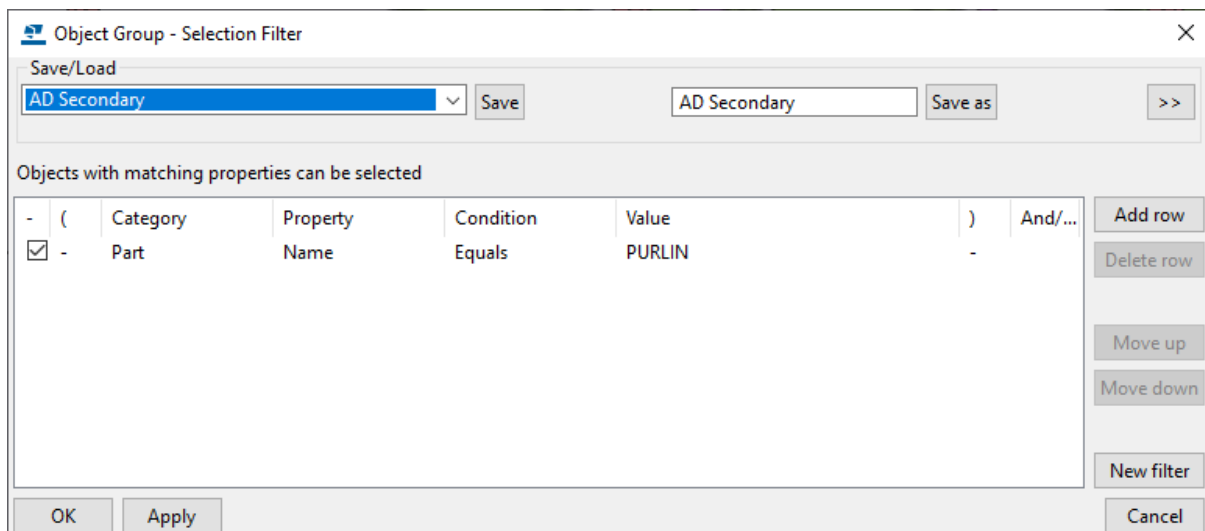 Object Group - Selection Filter
Save/Load
AD Secondary Save AD Secondary Save as >>
Objects with matching properties can be selected
- ( Category Property Condition Value ) And/... Add row
- Part Name Equals PURLIN - Delete row
Move up
Move down
New filter
OK Apply Cancel